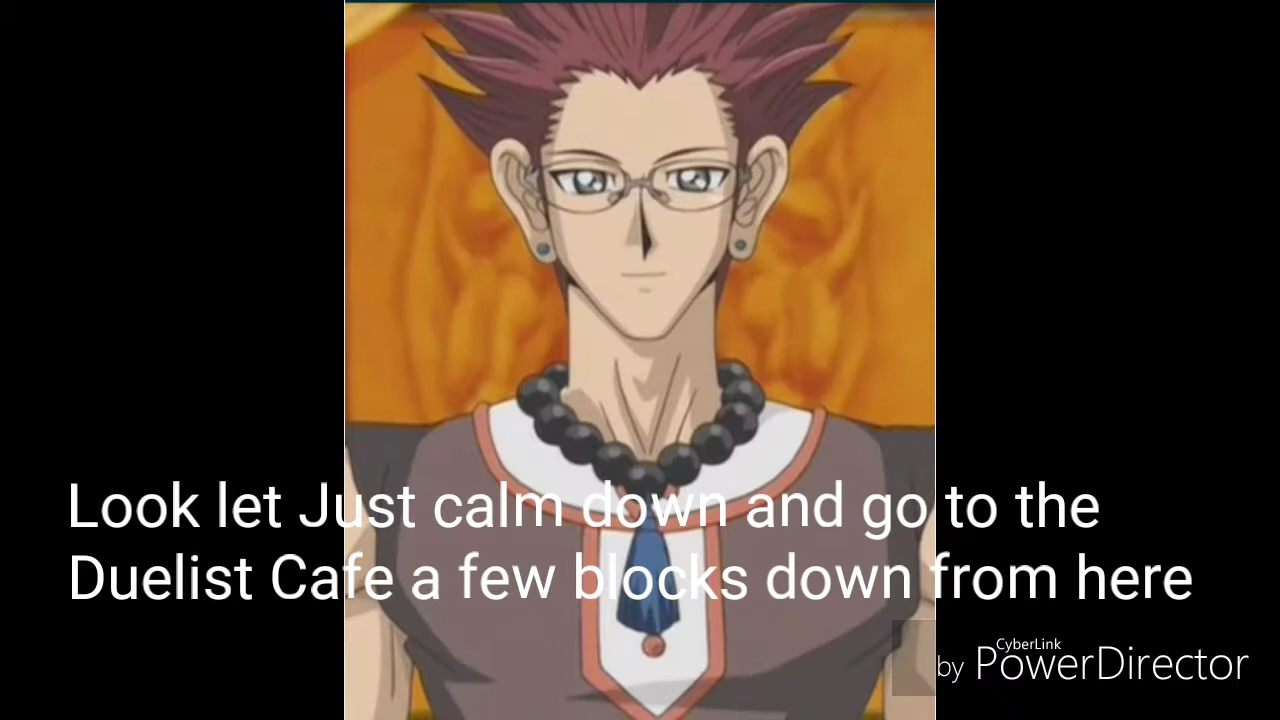 Look let Just calm down and go to the
Duelist Cafe a few blocks down from here
CyberLink
by PowerDirector